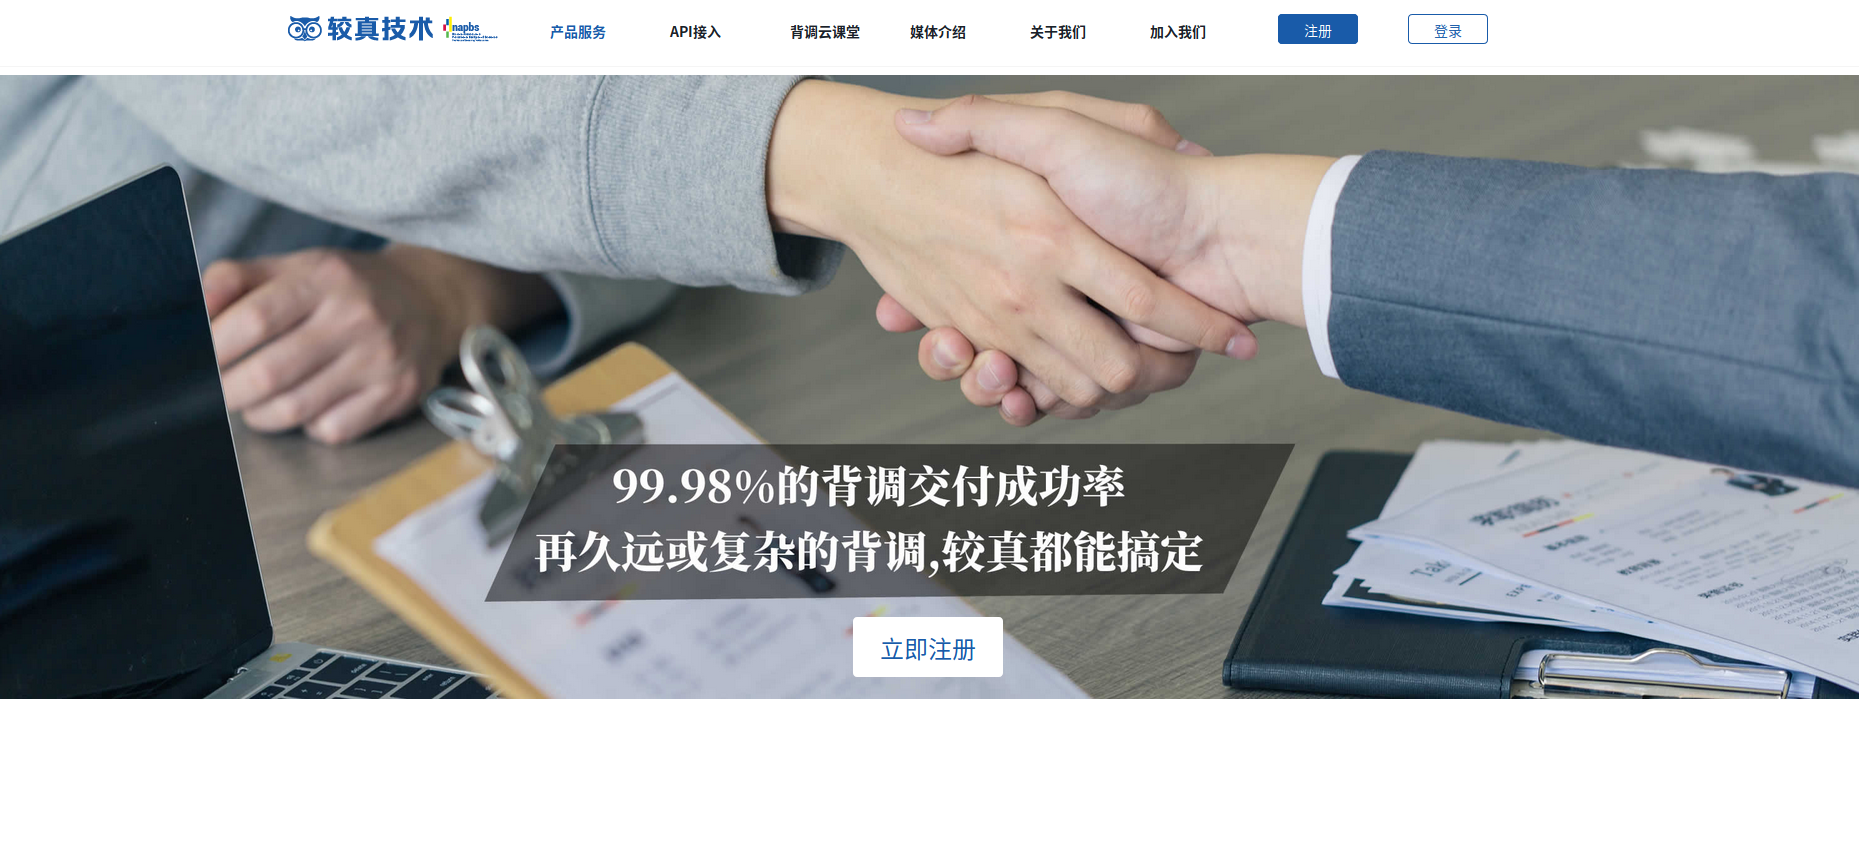 较真技术
napbs
产品服务
API接入
背调云课堂
媒体介绍
关于我们
加入我们
注册
登录
99.98%的背调交付成功率
再久远或复杂的背调,较真都能搞定
立即注册